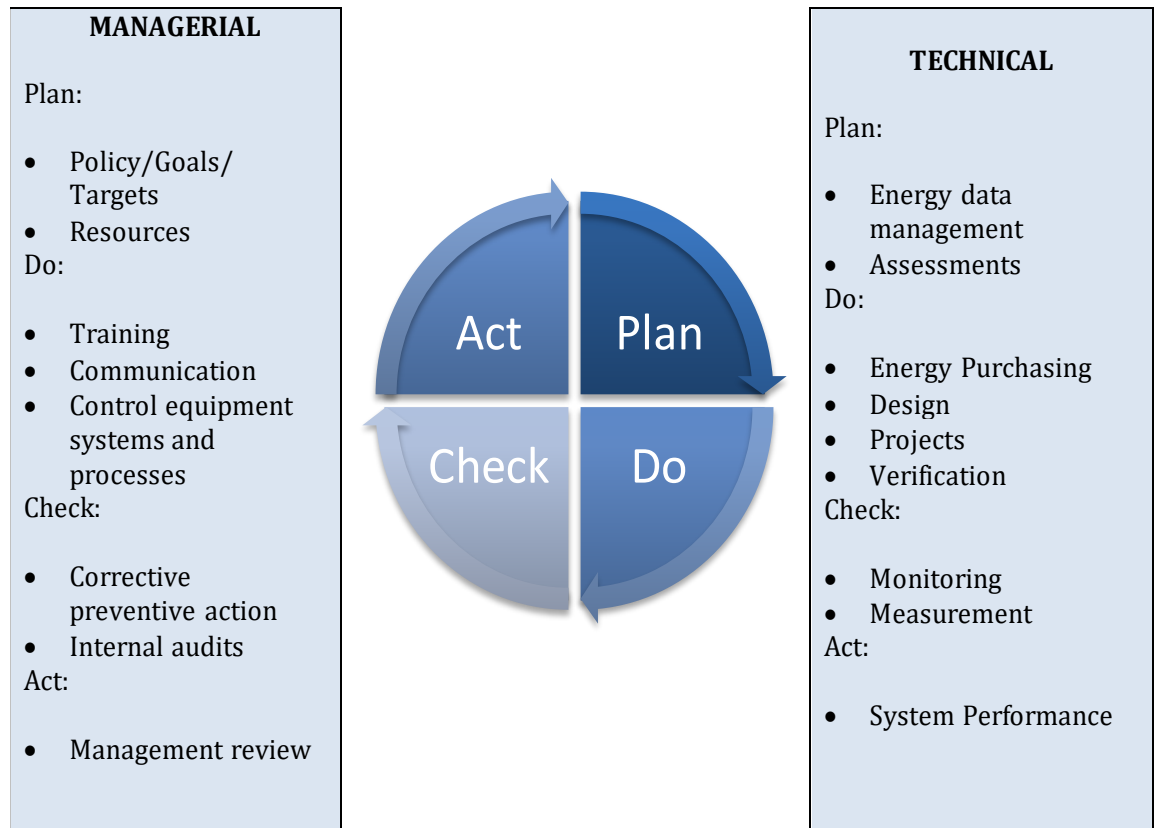 MANAGERIAL
Plan:
• Policy/Goals/
Targets
• Resources
Do:
• Training
• Communication
• Control equipment
systems and
processes
Check:
• Corrective
preventive action
• Internal audits
Act:
• Management review
Act
Plan
Check
Do
TECHNICAL
Plan:
• Energy data
management
• Assessments
Do:
• Energy Purchasing
• Design
• Projects
• Verification
Check:
• Monitoring
• Measurement
Act:
• System Performance